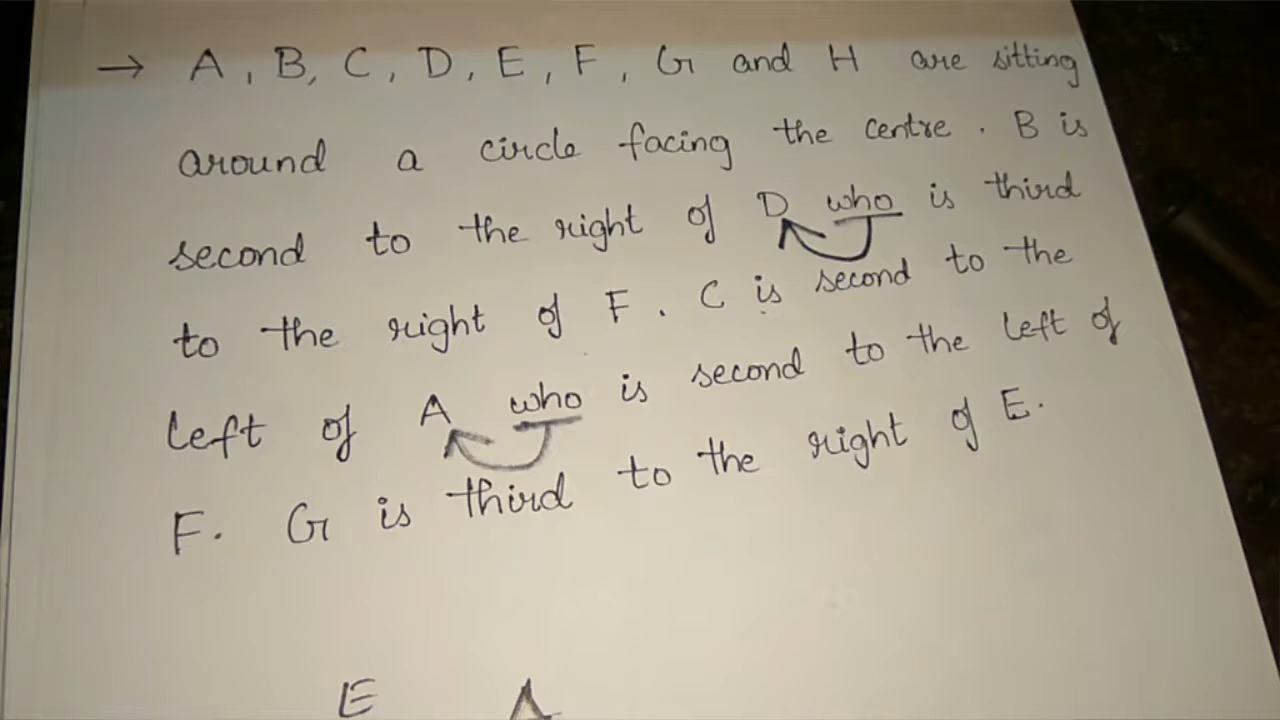 → A, B, C, D, E, F, G and H are sitting
around a circle facing the centre. B is
second to the right of D who is third
to the right of F. C is second to the
left of A who is second to the left of
F. G is third to the right of E.
E A